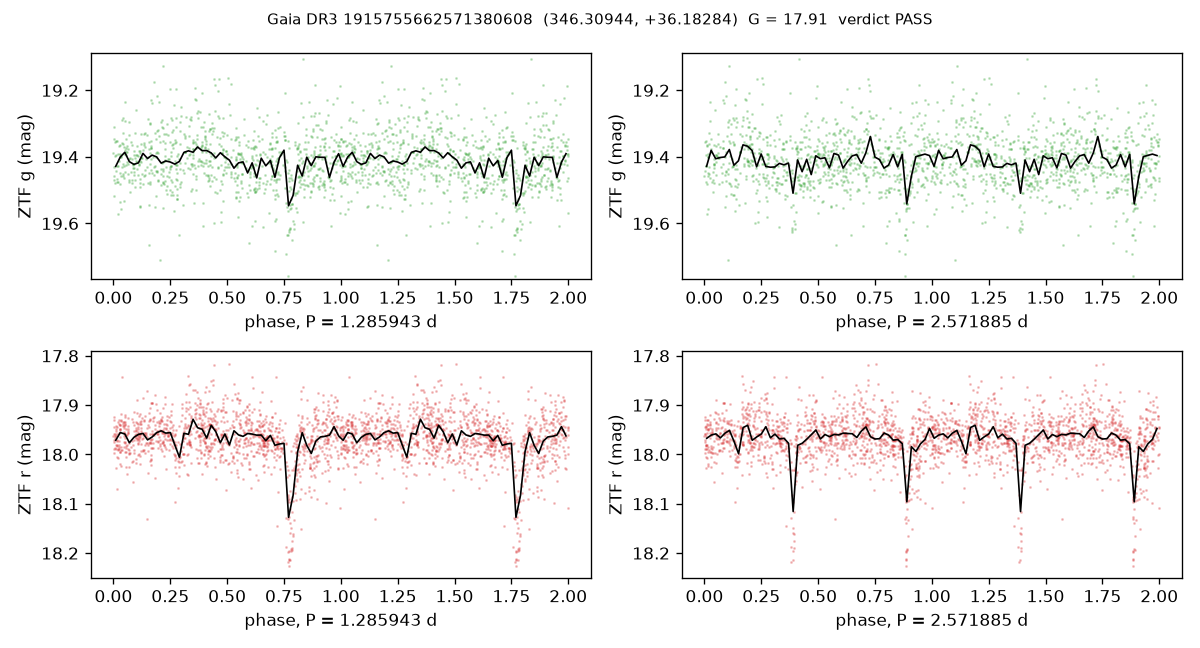 Gaia DR3 1915755662571380608  (346.30944, +36.18284)  G = 17.91  verdict PASS
ZTF g (mag)
19.2
19.4
19.6
0.00 0.25 0.50 0.75 1.00 1.25 1.50 1.75 2.00
phase, P = 1.285943 d
ZTF g (mag)
19.2
19.4
19.6
0.00 0.25 0.50 0.75 1.00 1.25 1.50 1.75 2.00
phase, P = 2.571885 d
ZTF r (mag)
17.8
17.9
18.0
18.1
18.2
0.00 0.25 0.50 0.75 1.00 1.25 1.50 1.75 2.00
phase, P = 1.285943 d
ZTF r (mag)
17.8
17.9
18.0
18.1
18.2
0.00 0.25 0.50 0.75 1.00 1.25 1.50 1.75 2.00
phase, P = 2.571885 d